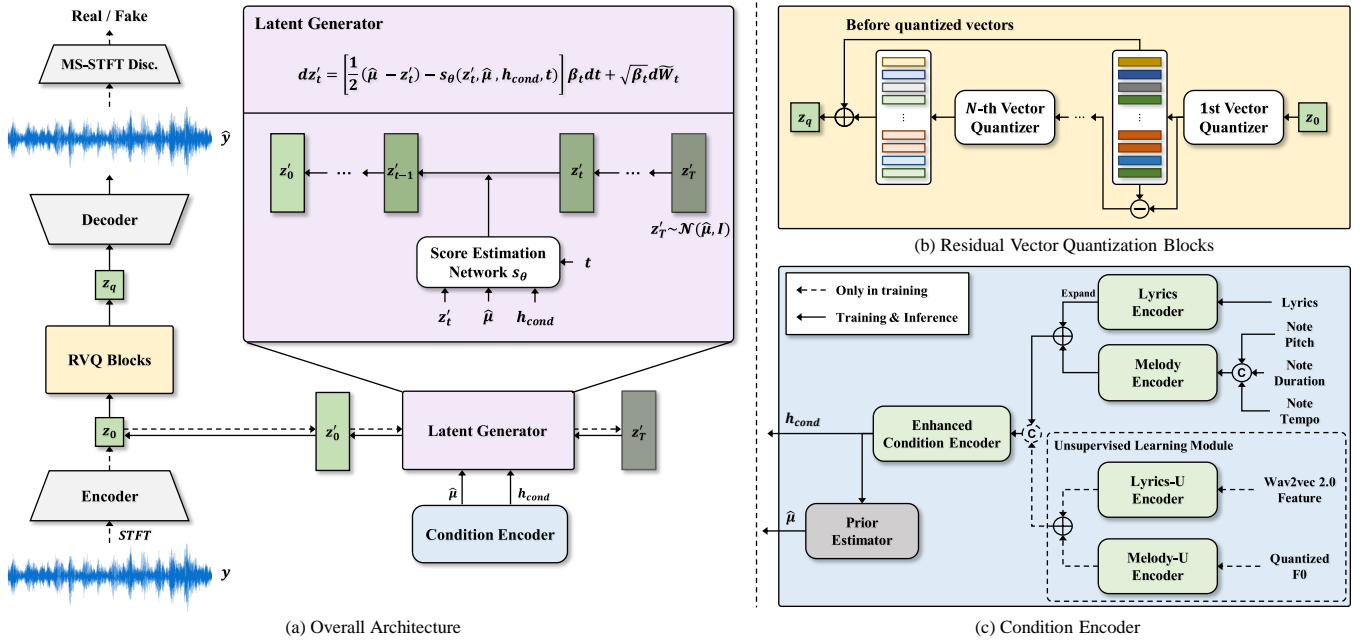 Real / Fake
MS-STFT Disc.
ŷ
Decoder
z_q
RVQ Blocks
z_0
Encoder
STFT
y
Latent Generator
dz'_t = [1/2 (μ̂ − z'_t) − s_θ(z'_t, μ̂, h_cond, t)] β_t dt + √β_t dW̃_t
z'_0 ... z'_{t−1} z'_t ... z'_T
z'_T~𝒩(μ̂, I)
Score Estimation
Network s_θ
t
z'_t μ̂ h_cond
z'_0
Latent Generator
z'_T
μ̂ h_cond
Condition Encoder
(a) Overall Architecture
Before quantized vectors
z_q
N-th Vector
Quantizer
...
1st Vector
Quantizer
z_0
(b) Residual Vector Quantization Blocks
Only in training
Training & Inference
Expand
Lyrics
Encoder
Lyrics
Melody
Encoder
C
Note
Pitch
Note
Duration
Note
Tempo
h_cond
Enhanced
Condition Encoder
C
Unsupervised Learning Module
Lyrics-U
Encoder
Wav2vec 2.0
Feature
μ̂
Prior
Estimator
Melody-U
Encoder
Quantized
F0
(c) Condition Encoder